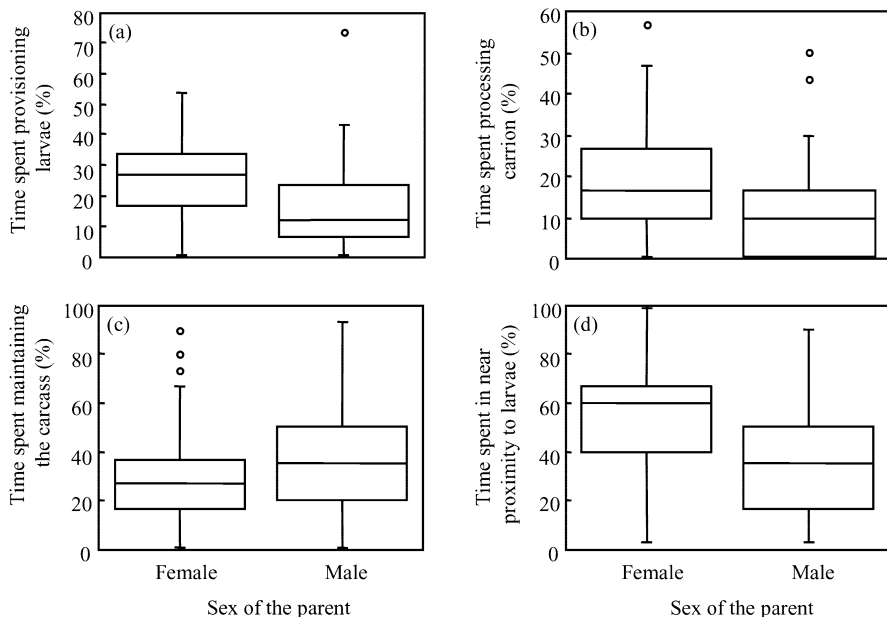 (a)
Time spent provisioning
larvae (%)
80
70
60
50
40
30
20
10
0
(b)
Time spent processing
carrion (%)
60
50
40
30
20
10
0
(c)
Time spent maintaining
the carcass (%)
100
80
60
40
20
0
Female
Male
Sex of the parent
(d)
Time spent in near
proximity to larvae (%)
100
80
60
40
20
0
Female
Male
Sex of the parent